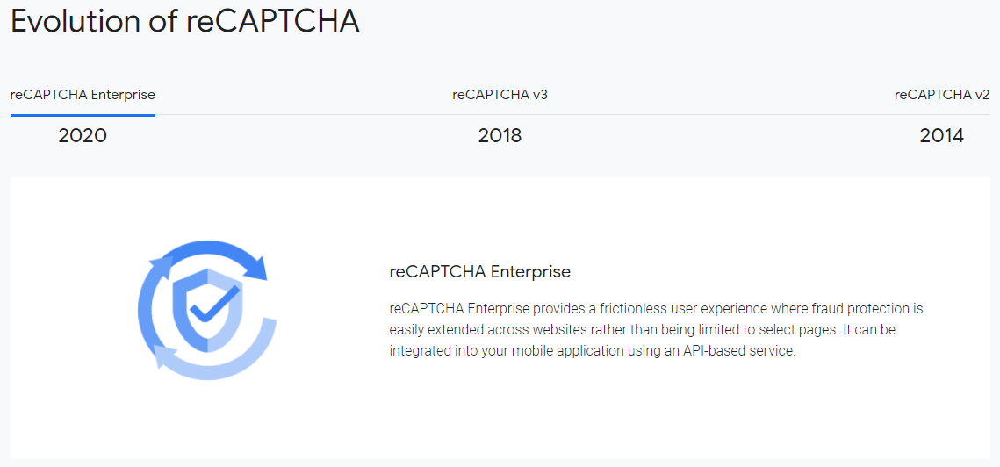 Evolution of reCAPTCHA
reCAPTCHA Enterprise
reCAPTCHA v3
reCAPTCHA v2
2020
2018
2014
reCAPTCHA Enterprise
reCAPTCHA Enterprise provides a frictionless user experience where fraud protection is
easily extended across websites rather than being limited to select pages. It can be
integrated into your mobile application using an API-based service.